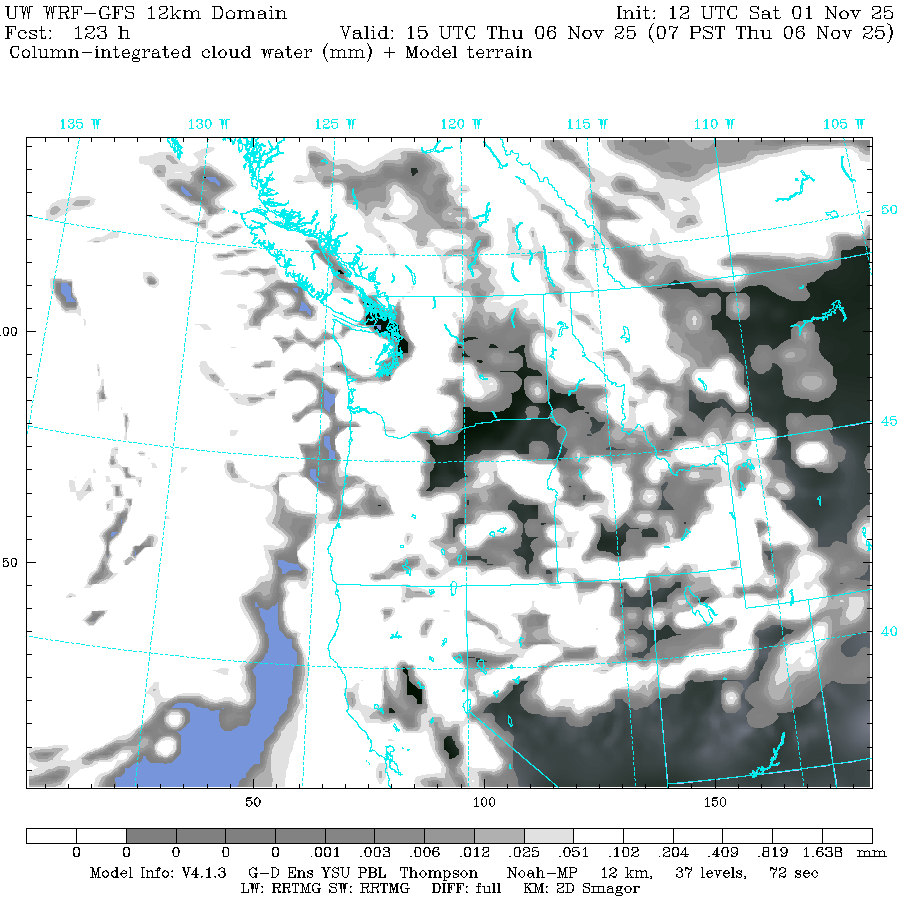 UW WRF-GFS 12km Domain Init: 12 UTC Sat 01 Nov 25
Fcst: 123 h Valid: 15 UTC Thu 06 Nov 25 (07 PST Thu 06 Nov 25)
Column-integrated cloud water (mm) + Model terrain
135 W 130 W 125 W 120 W 115 W 110 W 105 W
50
00
45
50
40
50 100 150
0 0 0 0 .001 .003 .006 .012 .025 .051 .102 .204 .409 .819 1.638 mm
Model Info: V4.1.3 G-D Ens YSU PBL Thompson Noah-MP 12 km, 37 levels, 72 sec
LW: RRTMG SW: RRTMG DIFF: full KM: 2D Smagor